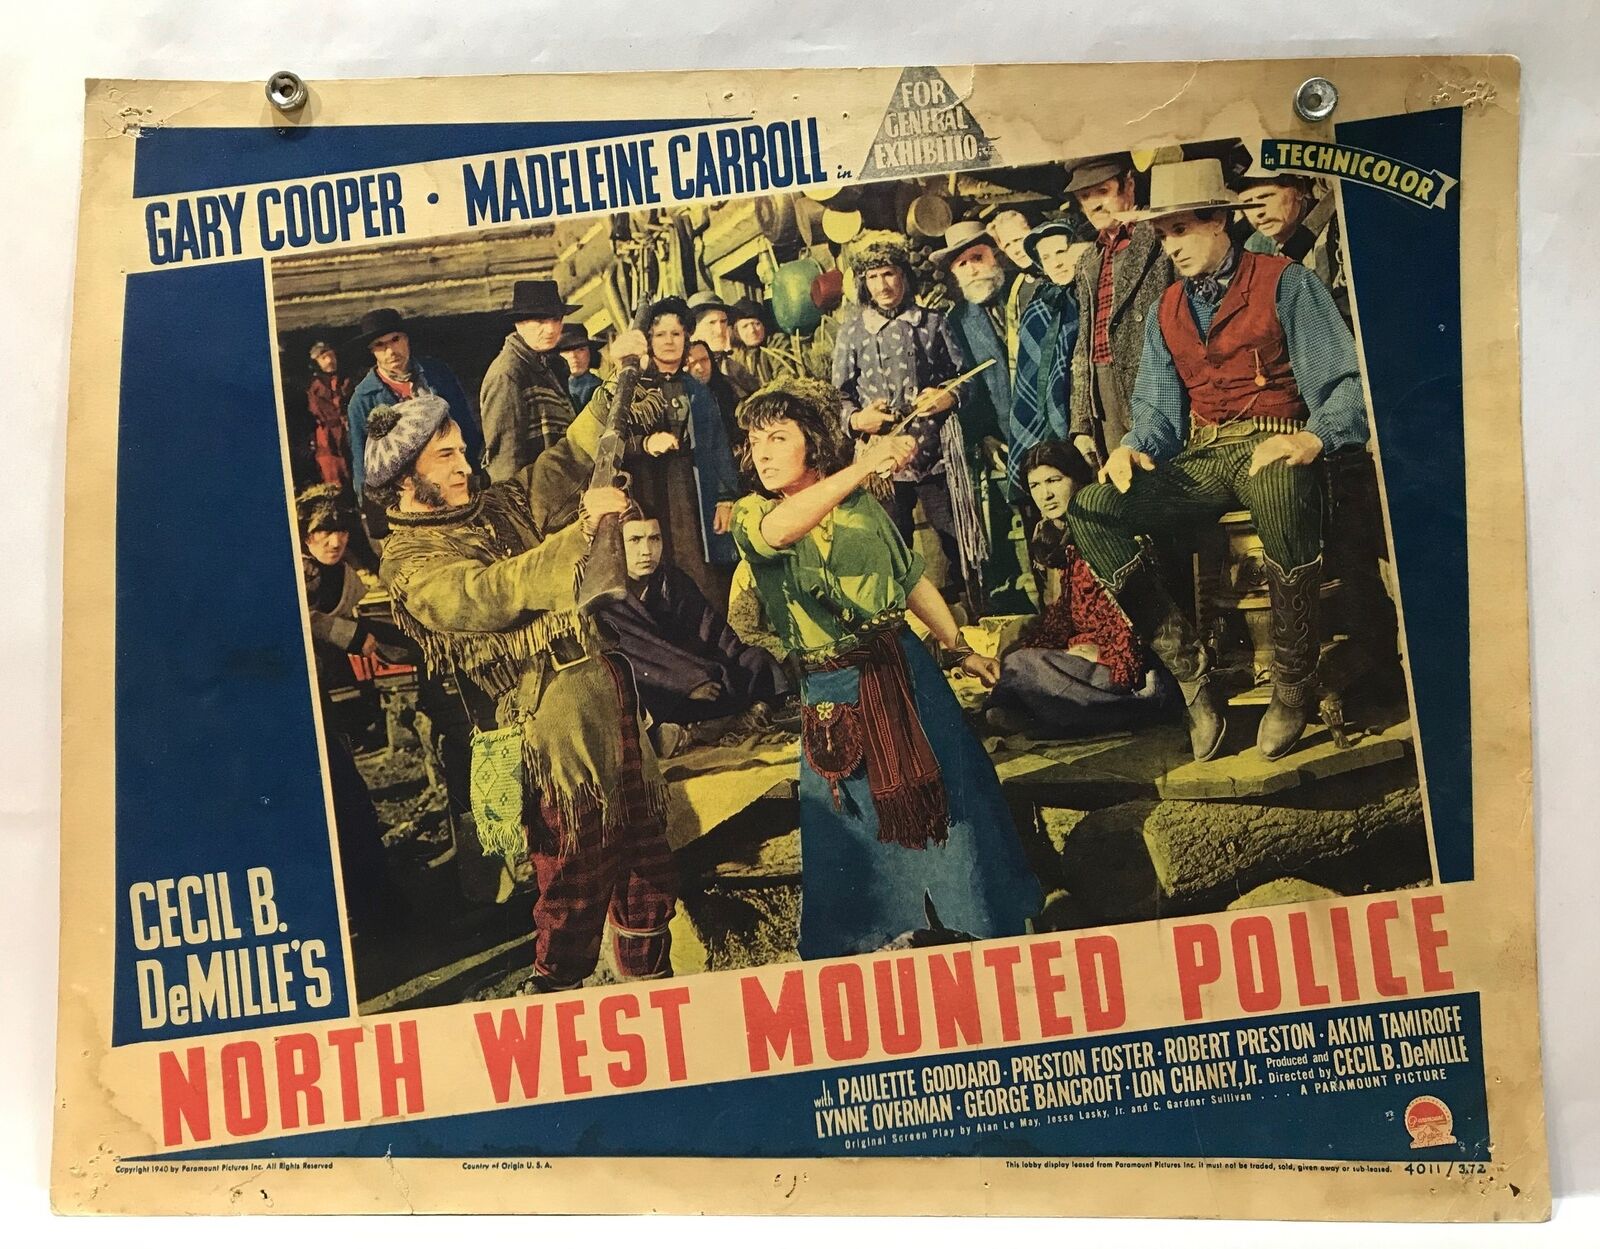 GARY COOPER · MADELEINE CARROLL in
FOR
GENERAL
EXHIBITIO
in TECHNICOLOR
CECIL B.
DeMILLE'S
NORTH WEST MOUNTED POLICE
with PAULETTE GODDARD · PRESTON FOSTER · ROBERT PRESTON · AKIM TAMIROFF
LYNNE OVERMAN · GEORGE BANCROFT · LON CHANEY, Jr. Produced and Directed by CECIL B. DeMILLE
Original Screen Play by Alan Le May, Jesse Lasky, Jr. and C. Gardner Sullivan . . . . A PARAMOUNT PICTURE
Paramount
Copyright 1940 by Paramount Pictures Inc. All Rights Reserved
Country of Origin U. S. A.
This lobby display leased from Paramount Pictures Inc. It must not be traded, sold, given away or sub-leased.
4011/372